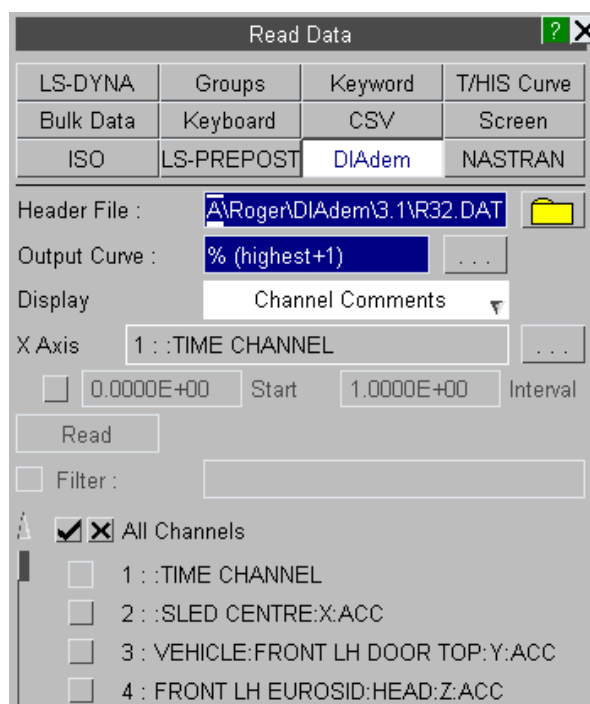 Read Data ?
LS-DYNA Groups Keyword T/HIS Curve
Bulk Data Keyboard CSV Screen
ISO LS-PREPOST DIAdem NASTRAN
Header File : A\Roger\DIAdem\3.1\R32.DAT
Output Curve : % (highest+1) ...
Display Channel Comments
X Axis 1 : :TIME CHANNEL ...
0.0000E+00 Start 1.0000E+00 Interval
Read
Filter :
All Channels
1 : :TIME CHANNEL
2 : :SLED CENTRE:X:ACC
3 : VEHICLE:FRONT LH DOOR TOP:Y:ACC
4 : FRONT LH EUROSID:HEAD:Z:ACC